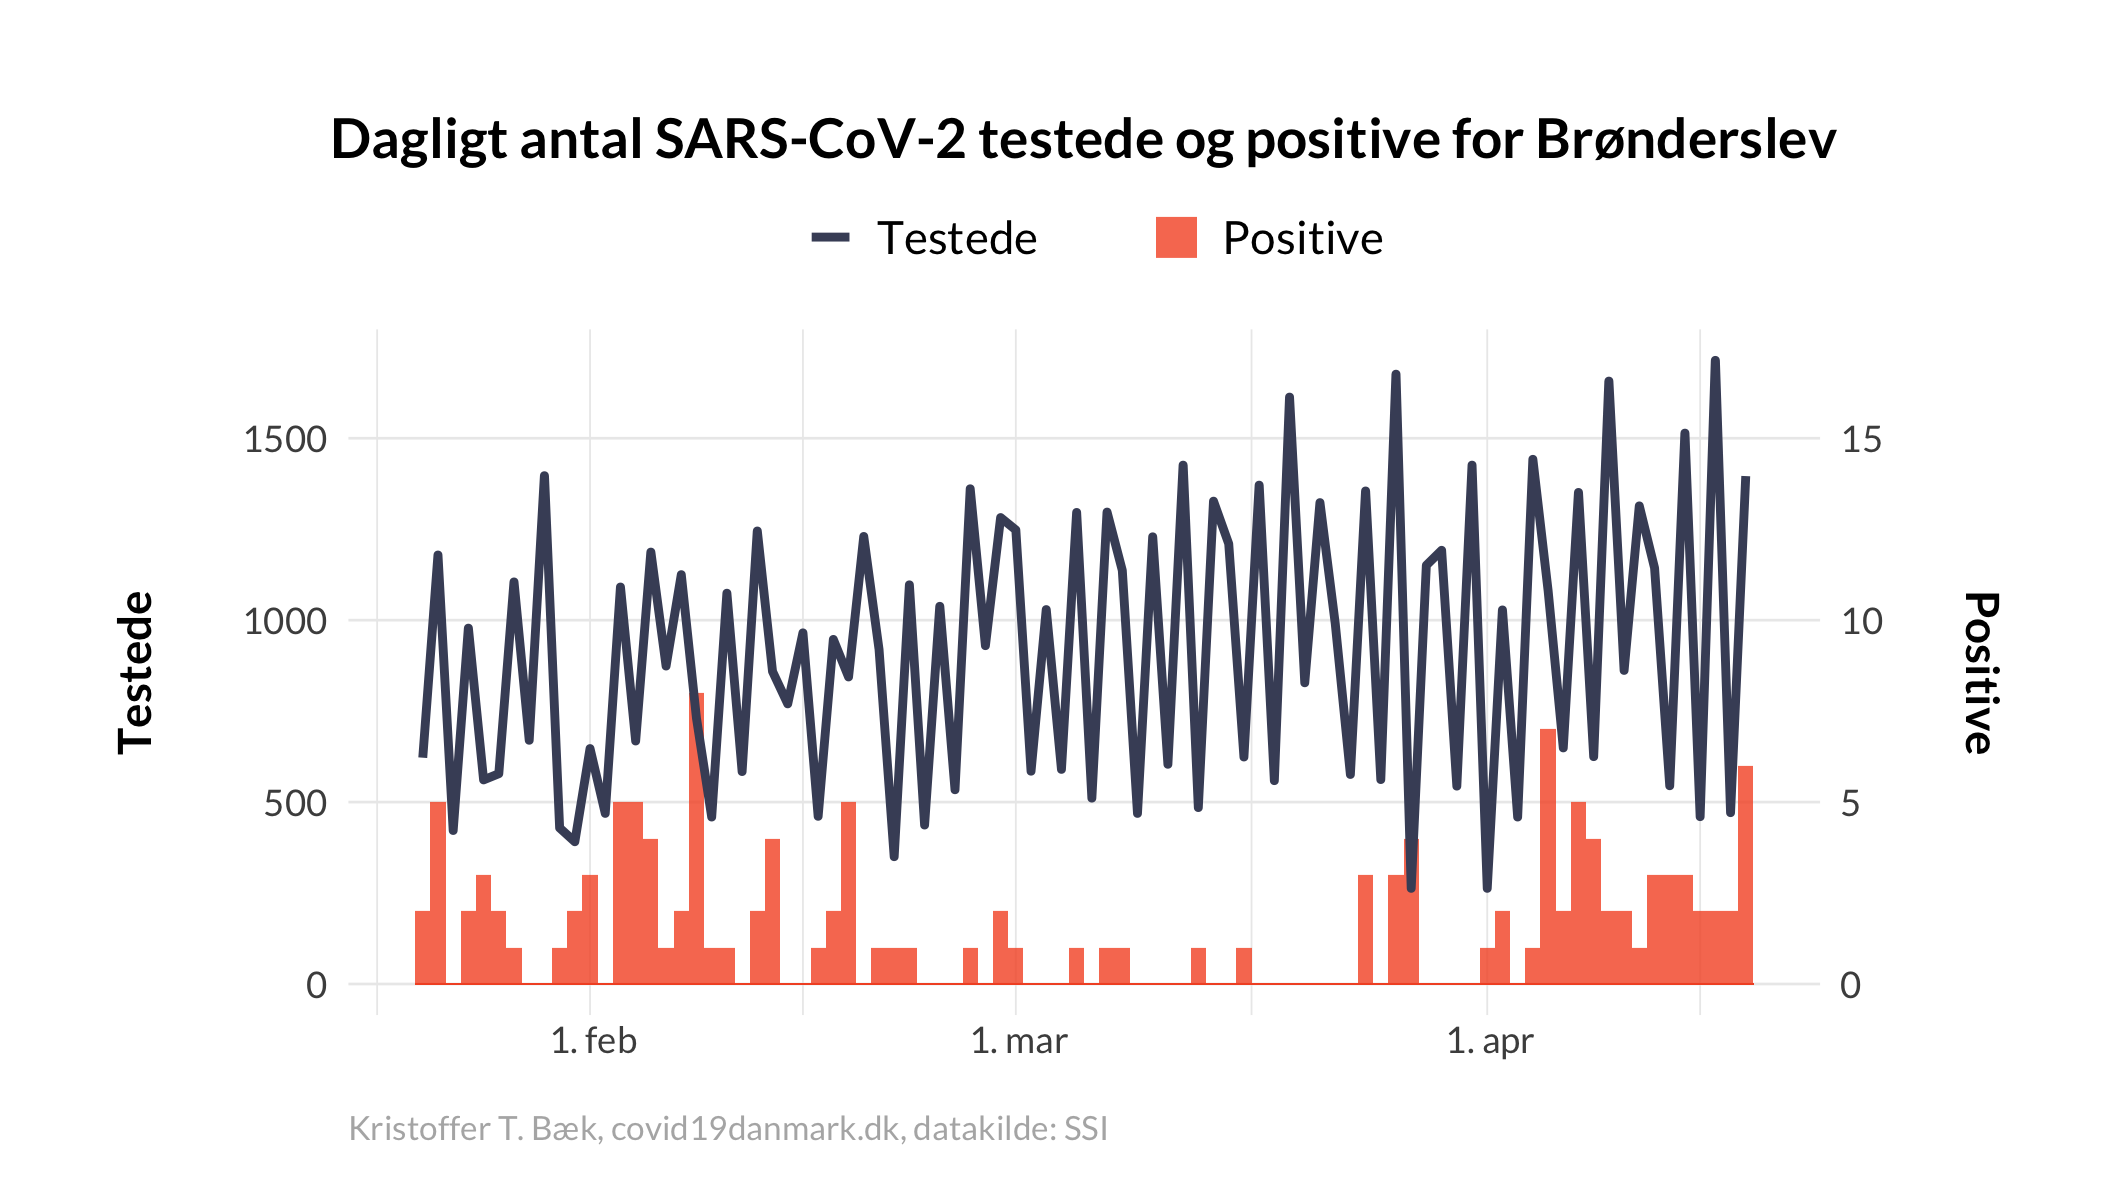 Dagligt antal SARS-CoV-2 testede og positive for Brønderslev
Testede
Positive
1500
1000
500
0
15
10
5
0
Testede
Positive
1. feb
1. mar
1. apr
Kristoffer T. Bæk, covid19danmark.dk, datakilde: SSI